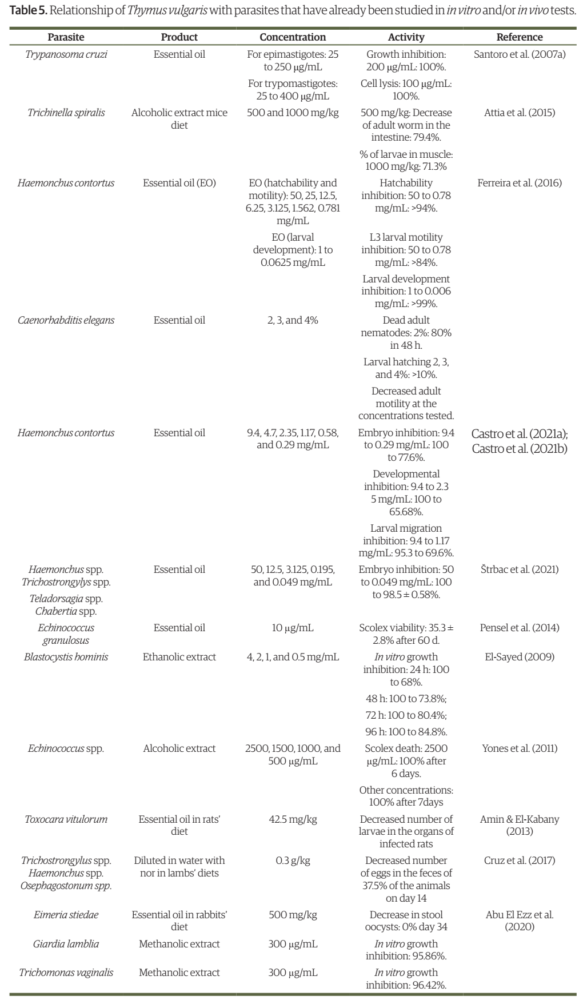 Table 5. Relationship of Thymus vulgaris with parasites that have already been studied in in vitro and/or in vivo tests.
Parasite Product Concentration Activity Reference
Trypanosoma cruzi Essential oil For epimastigotes: 25 Growth inhibition: Santoro et al. (2007a)
to 250 μg/mL 200 μg/mL: 100%.
For trypomastigotes: Cell lysis: 100 μg/mL:
25 to 400 μg/mL 100%.
Trichinella spiralis Alcoholic extract mice 500 and 1000 mg/kg 500 mg/kg: Decrease Attia et al. (2015)
diet of adult worm in the
intestine: 79.4%.
% of larvae in muscle:
1000 mg/kg: 71.3%
Haemonchus contortus Essential oil (EO) EO (hatchability and Hatchability Ferreira et al. (2016)
motility): 50, 25, 12.5, inhibition: 50 to 0.78
6.25, 3.125, 1.562, 0.781 mg/mL: >94%.
mg/mL
EO (larval L3 larval motility
development): 1 to inhibition: 50 to 0.78
0.0625 mg/mL mg/mL: >84%.
Larval development
inhibition: 1 to 0.006
mg/mL: >99%.
Caenorhabditis elegans Essential oil 2, 3, and 4% Dead adult
nematodes: 2%: 80%
in 48 h.
Larval hatching 2, 3,
and 4%: >10%.
Decreased adult
motility at the
concentrations tested.
Haemonchus contortus Essential oil 9.4, 4.7, 2.35, 1.17, 0.58, Embryo inhibition: 9.4 Castro et al. (2021a);
and 0.29 mg/mL to 0.29 mg/mL: 100 Castro et al. (2021b)
to 77.6%.
Developmental
inhibition: 9.4 to 2.3
5 mg/mL: 100 to
65.68%.
Larval migration
inhibition: 9.4 to 1.17
mg/mL: 95.3 to 69.6%.
Haemonchus spp. Essential oil 50, 12.5, 3.125, 0.195, Embryo inhibition: 50 Štrbac et al. (2021)
Trichostrongylys spp. and 0.049 mg/mL to 0.049 mg/mL: 100
Teladorsagia spp. to 98.5 ± 0.58%.
Chabertia spp.
Echinococcus Essential oil 10 μg/mL Scolex viability: 35.3 ± Pensel et al. (2014)
granulosus 2.8% after 60 d.
Blastocystis hominis Ethanolic extract 4, 2, 1, and 0.5 mg/mL In vitro growth El-Sayed (2009)
inhibition: 24 h: 100
to 68%.
48 h: 100 to 73.8%;
72 h: 100 to 80.4%;
96 h: 100 to 84.8%.
Echinococcus spp. Alcoholic extract 2500, 1500, 1000, and Scolex death: 2500 Yones et al. (2011)
500 μg/mL μg/mL: 100% after
6 days.
Other concentrations:
100% after 7days
Toxocara vitulorum Essential oil in rats’ 42.5 mg/kg Decreased number of Amin & El-Kabany
diet larvae in the organs of (2013)
infected rats
Trichostrongylus spp. Diluted in water with 0.3 g/kg Decreased number Cruz et al. (2017)
Haemonchus spp. nor in lambs’ diets of eggs in the feces of
Osephagostonum spp. 37.5% of the animals
on day 14
Eimeria stiedae Essential oil in rabbits’ 500 mg/kg Decrease in stool Abu El Ezz et al.
diet oocysts: 0% day 34 (2020)
Giardia lamblia Methanolic extract 300 μg/mL In vitro growth
inhibition: 95.86%.
Trichomonas vaginalis Methanolic extract 300 μg/mL In vitro growth
inhibition: 96.42%.